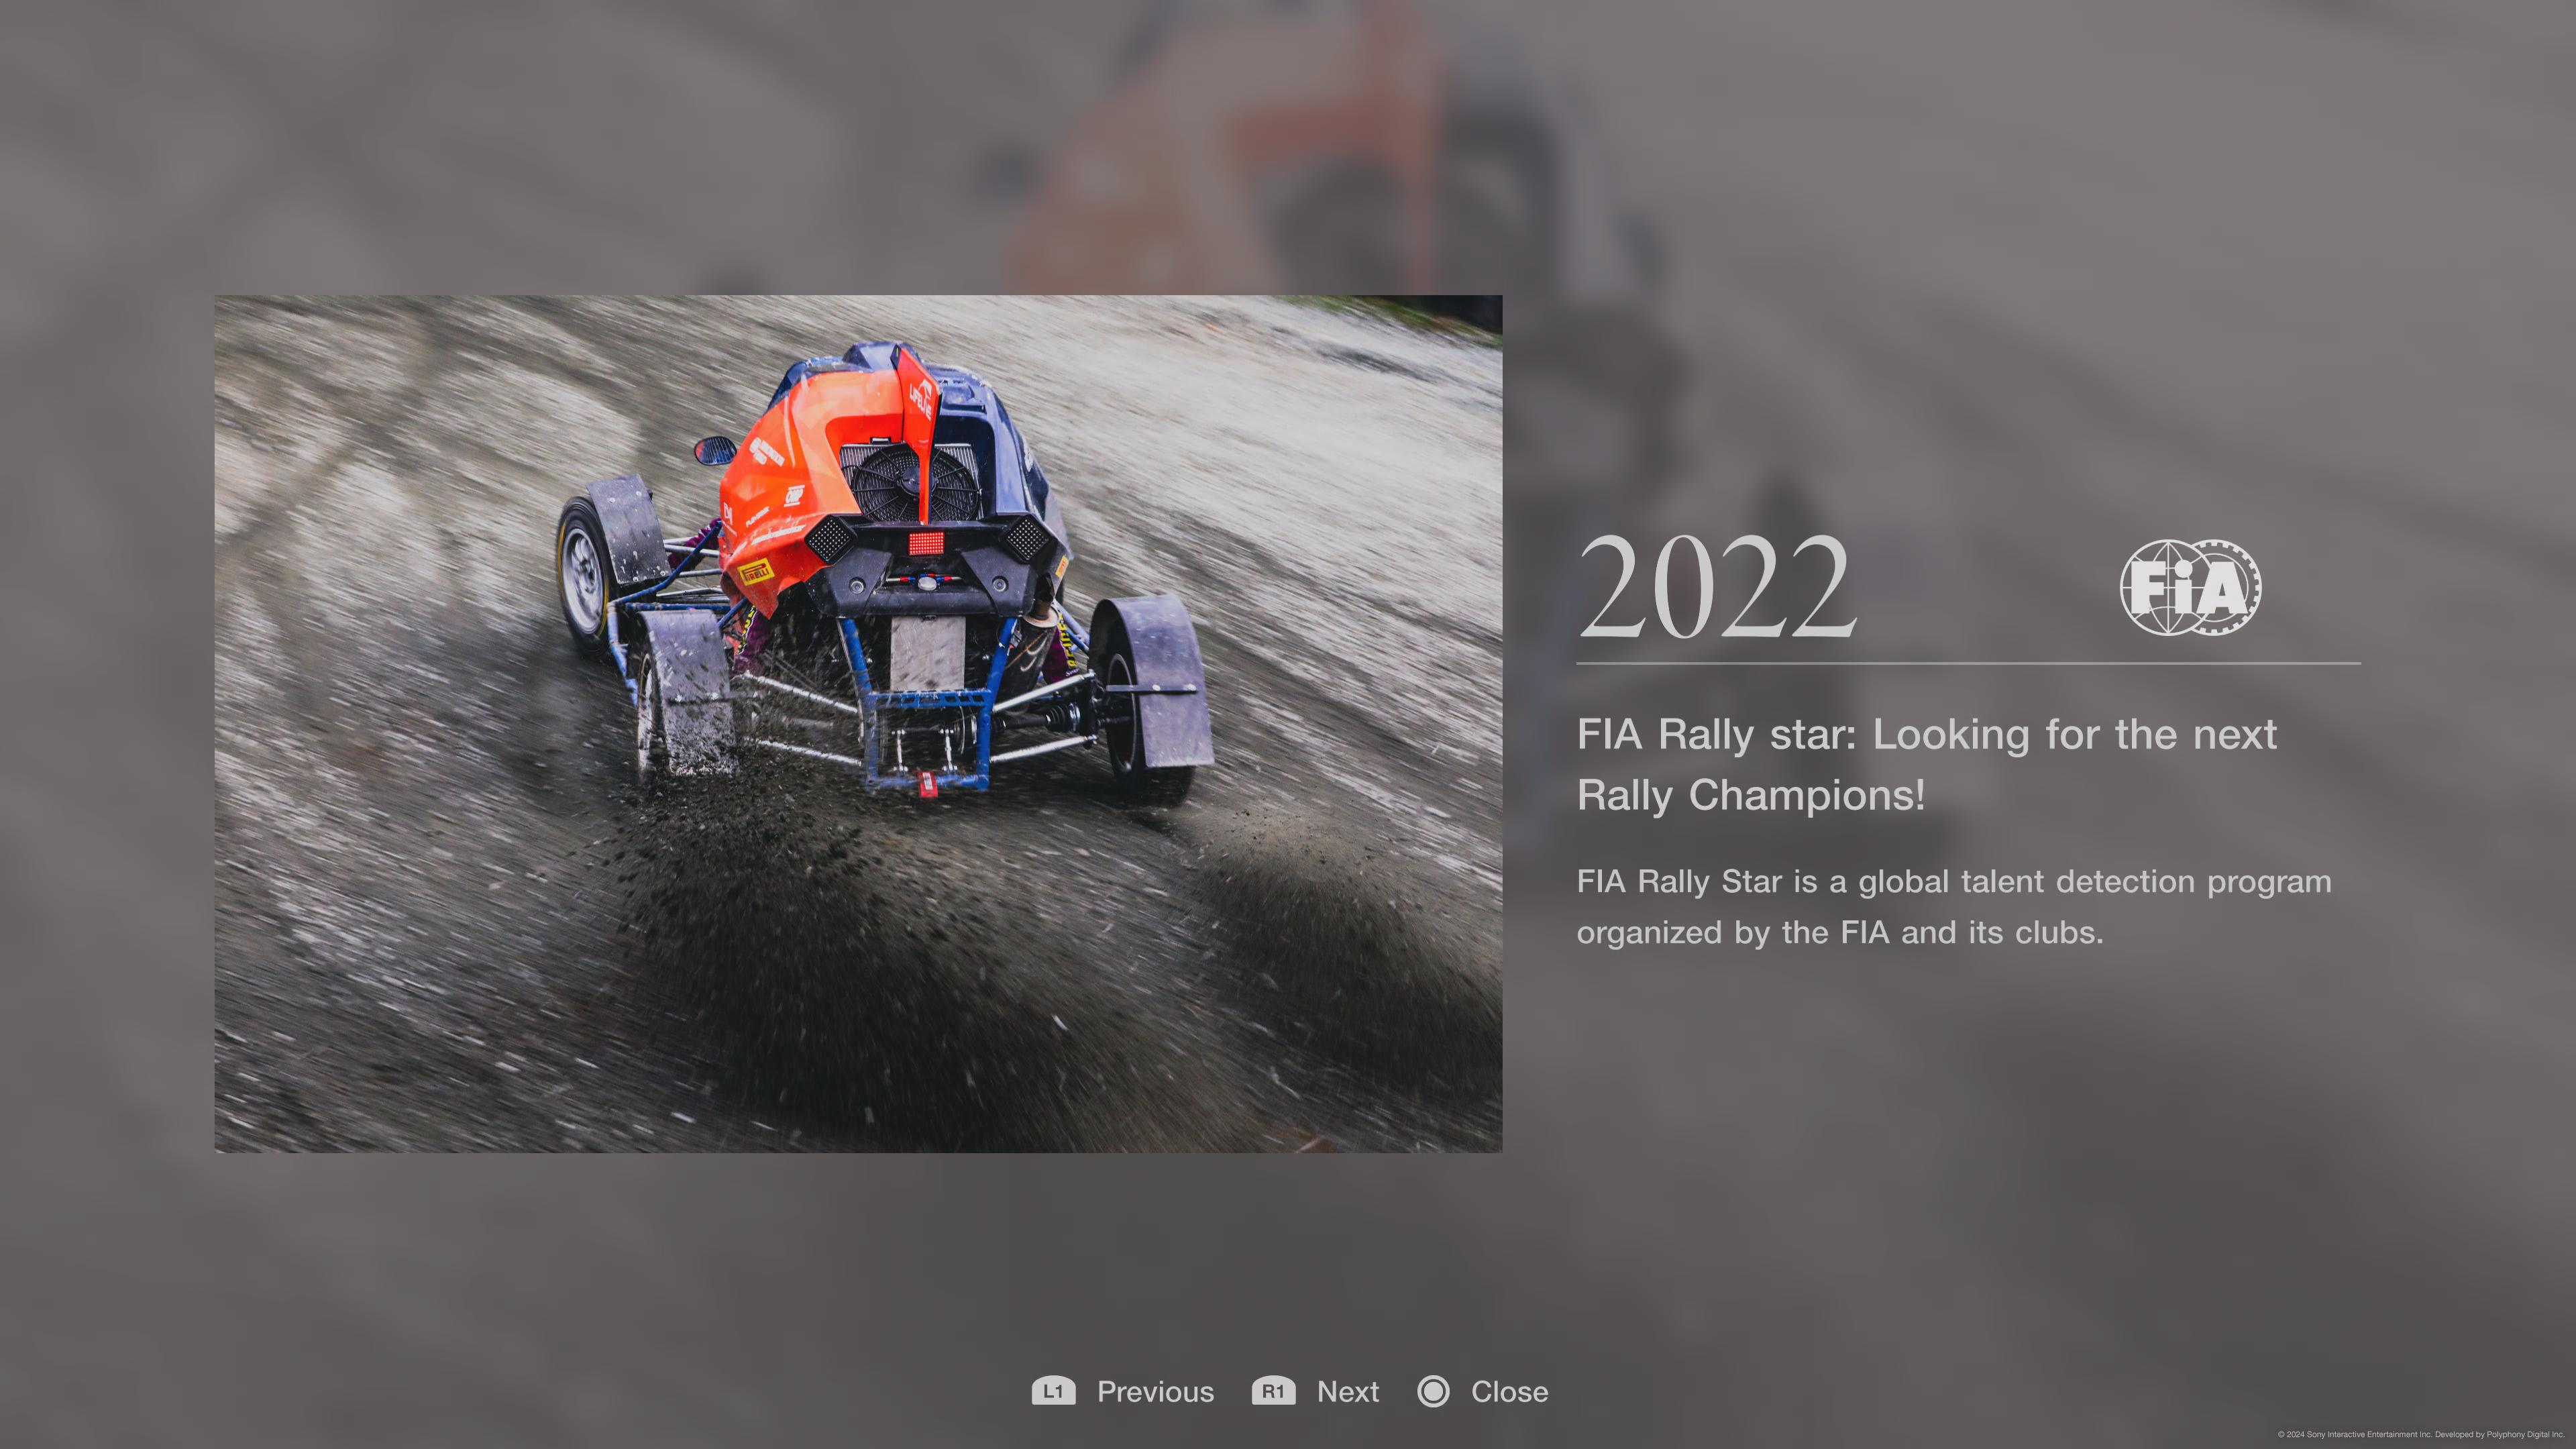 LIFELIVE
PIRELLI
2022
FiA
FIA Rally star: Looking for the next
Rally Champions!
FIA Rally Star is a global talent detection program
organized by the FIA and its clubs.
L1 Previous R1 Next Close
© 2024 Sony Interactive Entertainment Inc. Developed by Polyphony Digital Inc.